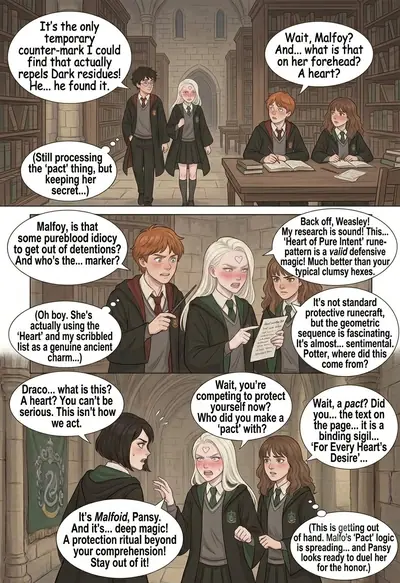 It's the only
temporary
counter-mark I could
find that actually
repels Dark residues!
He... he found it.
Wait, Malfoy?
And... what is that
on her forehead?
A heart?
(Still processing
the 'pact' thing, but
keeping her
secret...)
Malfoy, is that
some pureblood idiocy
to get out of detentions?
And who's the... marker?
Back off, Weasley!
My research is sound! This...
'Heart of Pure Intent' rune-
pattern is a valid defensive
magic! Much better than your
typical clumsy hexes.
(Oh boy. She's
actually using the
'Heart' and my scribbled
list as a genuine ancient
charm...)
It's not standard
protective runecraft,
but the geometric
sequence is fascinating.
It's almost... sentimental.
Potter, where did this
come from?
Draco... what is this?
A heart? You can't be
serious. This isn't how
we act.
Wait, you're
competing to protect
yourself now?
Who did you make a
'pact' with?
Wait, a pact? Did
you... the text on
the page... it is a
binding sigil...
'For Every Heart's
Desire'...
It's Malfoid, Pansy.
And it's... deep magic!
A protection ritual beyond
your comprehension!
Stay out of it!
(This is getting out
of hand. Malfo's 'Pact' logic
is spreading... and Pansy
looks ready to duel her
for the honor.)